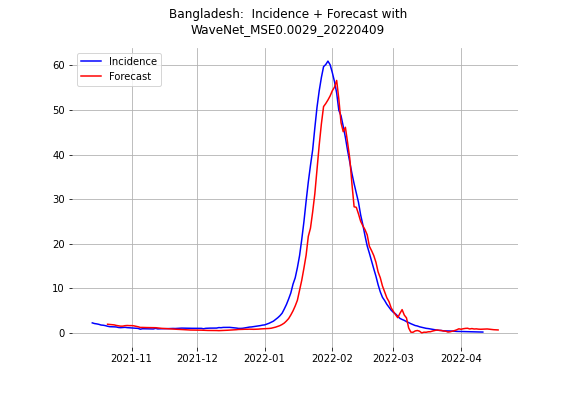 Bangladesh:  Incidence + Forecast with
WaveNet_MSE0.0029_20220409
Incidence
Forecast
60
50
40
30
20
10
0
2021-11 2021-12 2022-01 2022-02 2022-03 2022-04